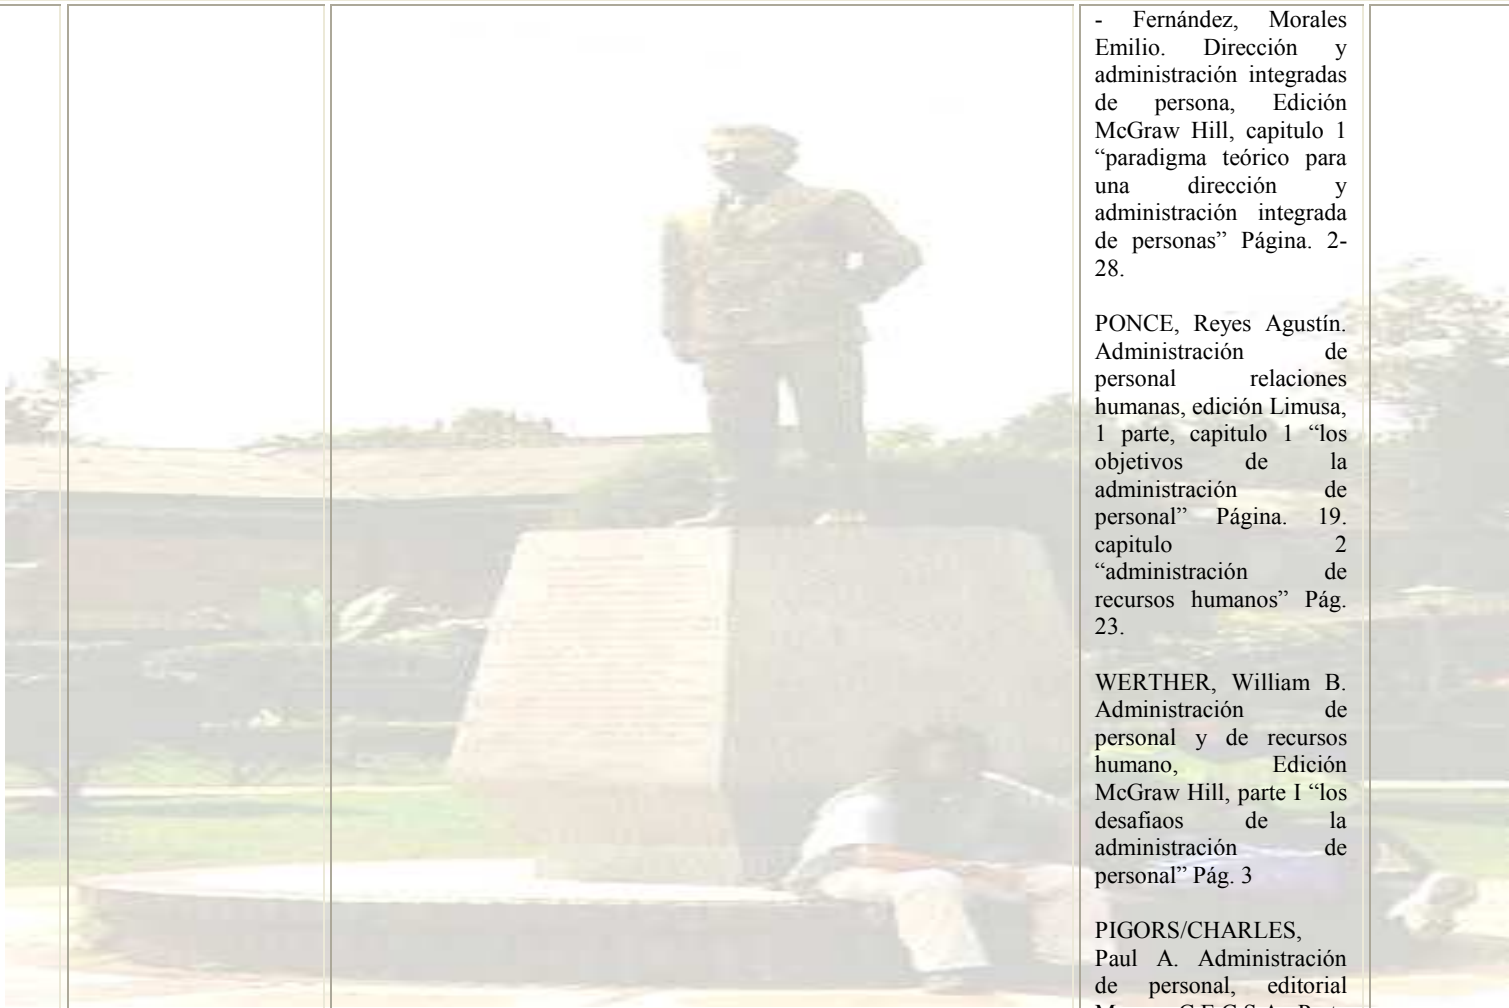 - Fernández, Morales
Emilio. Dirección y
administración integradas
de persona, Edición
McGraw Hill, capitulo 1
“paradigma teórico para
una dirección y
administración integrada
de personas” Página. 2-
28.
PONCE, Reyes Agustín.
Administración de
personal relaciones
humanas, edición Limusa,
1 parte, capitulo 1 “los
objetivos de la
administración de
personal” Página. 19.
capitulo 2
“administración de
recursos humanos” Pág.
23.
WERTHER, William B.
Administración de
personal y de recursos
humano, Edición
McGraw Hill, parte I “los
desafiaos de la
administración de
personal” Pág. 3
PIGORS/CHARLES,
Paul A. Administración
de personal, editorial